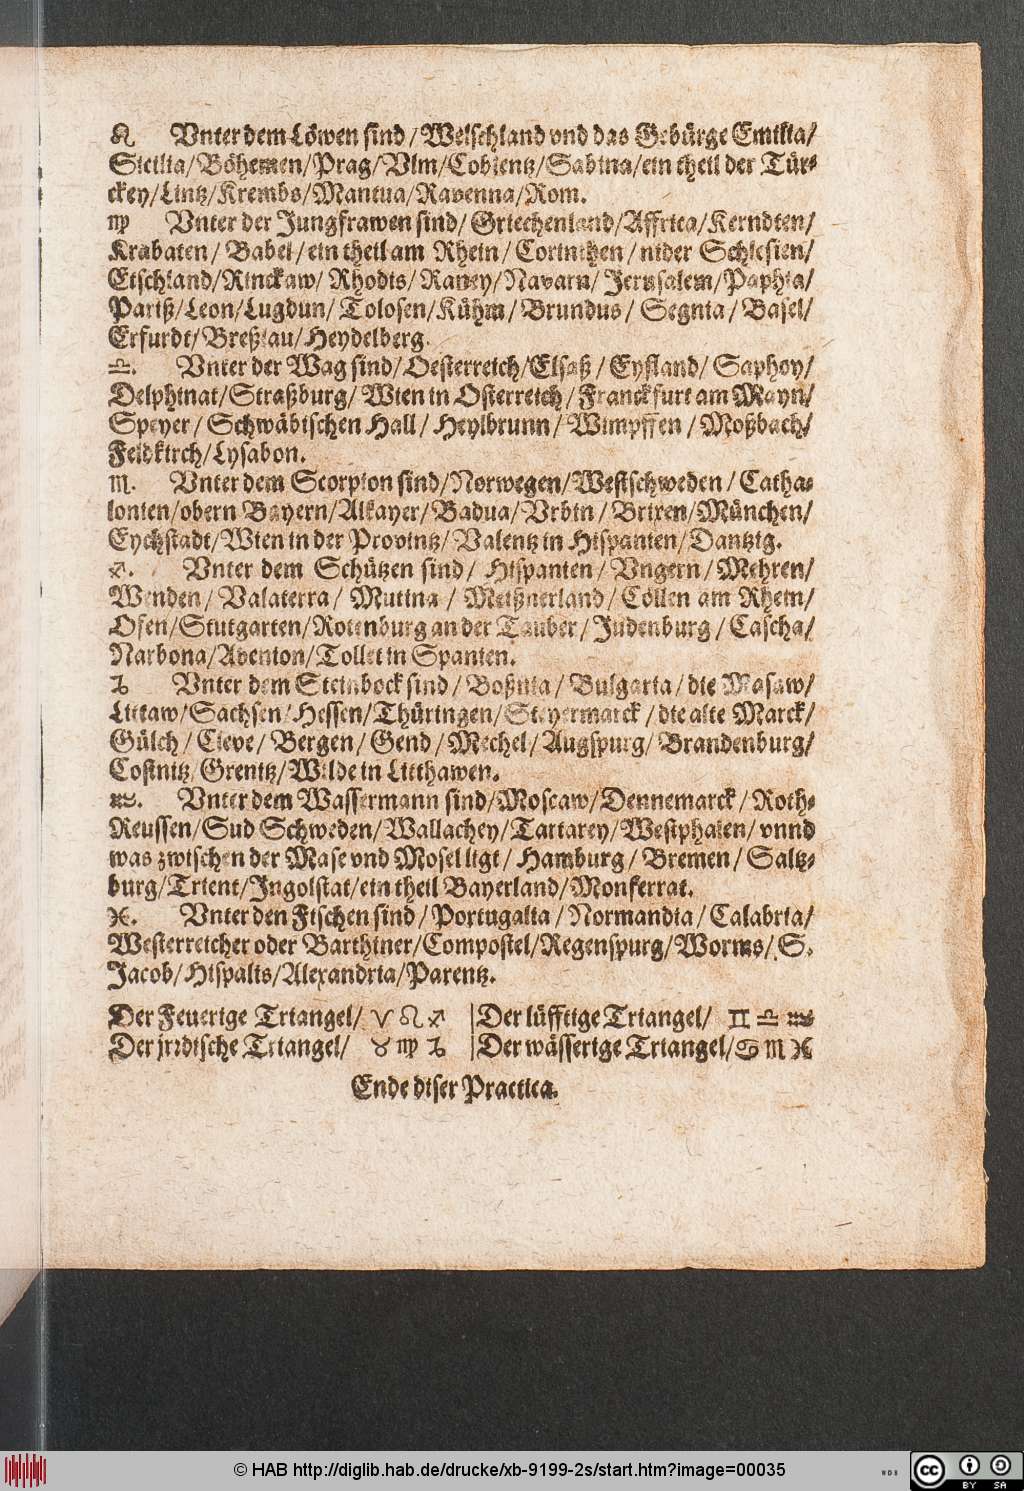 ♌ Vnter dem Löwen sind / Welschland vnd das Gebürge Emilia/
Sicilia/Böhemen/Prag/Vlm/Coblentz/Sabina/ein theil der Tür-
ckey/Lintz/Krembs/Mantua/Ravenna/Rom.
♍ Vnter der Jungfrawen sind/ Griechenland/Affrica/Kerndten/
Krabaten/ Babel/ein theil am Rhein/ Corinthen / nider Schlesien/
Etschland/Rinckaw/ Rhodis/ Raney/Navarn/ Jerusalem/Paphia/
Pariß/Leon/Lugdun/ Tolosen/Kühm/ Brundus / Segnia / Basel/
Erfurdt/Breßlau/Heydelberg.
♎. Vnter der Wag sind/Oesterreich/Elsaß / Eyfland/ Saphoy/
Delphinat/Straßburg/ Wien in Osterreich/ Franckfurt am Mayn/
Speyer / Schwäbischen Hall/ Heylbrunn/ Wimpffen / Moßbach/
Feldkirch/Lysabon.
♏. Vnter dem Scorpion sind/Norwegen/Westschweden / Catha-
lonien/obern Bayern/Alkayer/Badua/Vrbin / Brixen/München/
Eychstadt/Wien in der Provintz/ Valentz in Hispanien/Dantzig.
♐. Vnter dem Schützen sind/ Hispanien/ Vngern/ Mehren/
Wenden/ Valaterra/ Mutina / Meißnerland/ Cöllen am Rhein/
Ofen/Stutgarten/Rotenburg an der Tauber/ Judenburg / Cascha/
Narbona/Avenion/Tollet in Spanien.
♑ Vnter dem Steinbock sind / Boßnia / Bulgaria/ die Masaw/
Littaw/Sachsen/Hessen/Thüringen/Steyermarck / die alte Marck/
Gülch / Cleve/ Bergen/ Gend / Mechel/ Augspurg/ Brandenburg/
Costnitz/Grenitz/Wilde in Litthawen.
♒. Vnter dem Wassermann sind/Moscaw/Dennemarck / Roth-
Reussen/Sud Schweden/Wallachey/Tartarey/Westphalen/ vnnd
was zwischen der Mase vnd Mosel ligt/ Hamburg/ Bremen / Saltz-
burg/Trient/Ingolstat/ein theil Bayerland/Monferrat.
♓. Vnter den Fischen sind / Portugalia / Normandia / Calabria/
Westerreicher oder Barthiner/Compostel/Regenspurg/Worms/ S.
Jacob/Hispalis/Alexandria/Parentz.
Der Feuerige Triangel/ ♈ ♌ ♐ | Der lüfftige Triangel/ ♊ ♎ ♒
Der jrrdische Triangel/ ♉ ♍ ♑ | Der wässerige Triangel/♋ ♏ ♓
Ende diser Practica.
© HAB http://diglib.hab.de/drucke/xb-9199-2s/start.htm?image=00035
WDB
cc BY SA